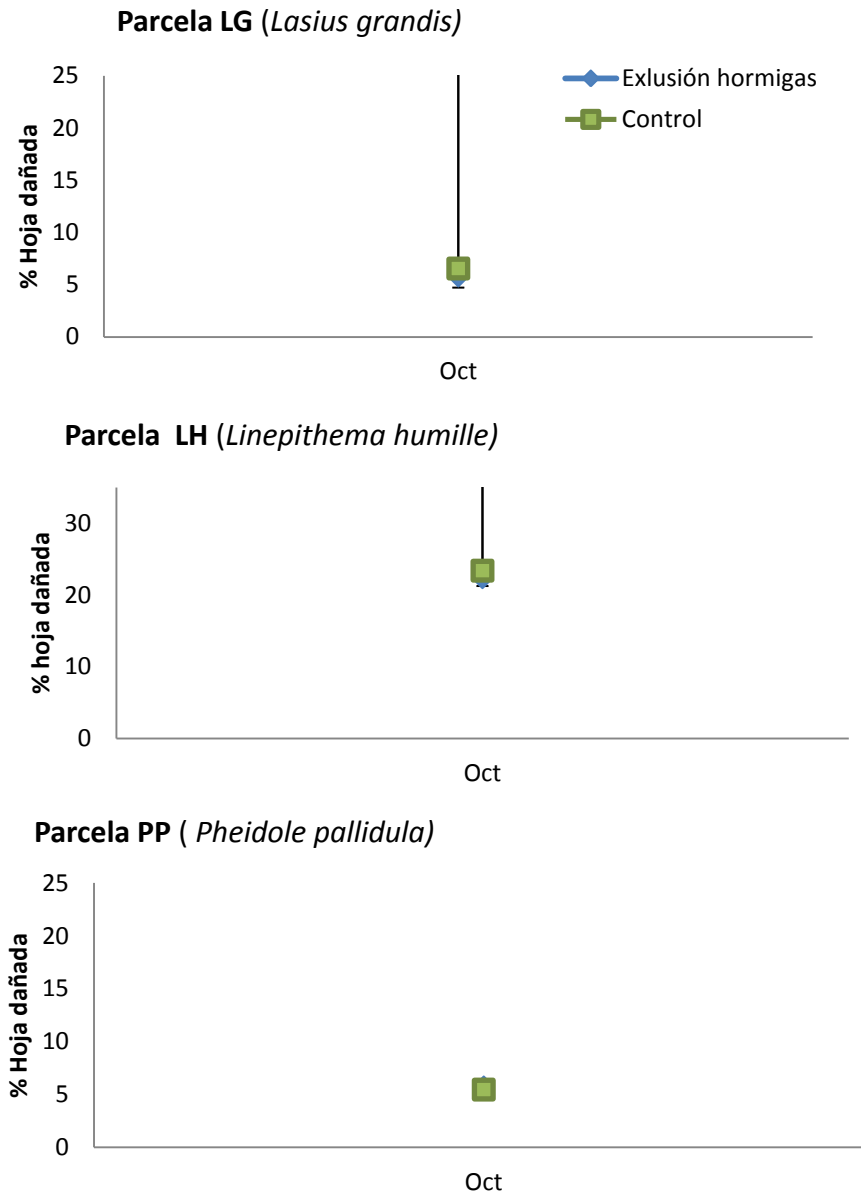 Parcela LG (Lasius grandis)
25
20
15
10
5
0
% Hoja dañada
Exlusión hormigas
Control
Oct
Parcela LH (Linepithema humille)
30
20
10
0
% hoja dañada
Oct
Parcela PP ( Pheidole pallidula)
25
20
15
10
5
0
% Hoja dañada
Oct